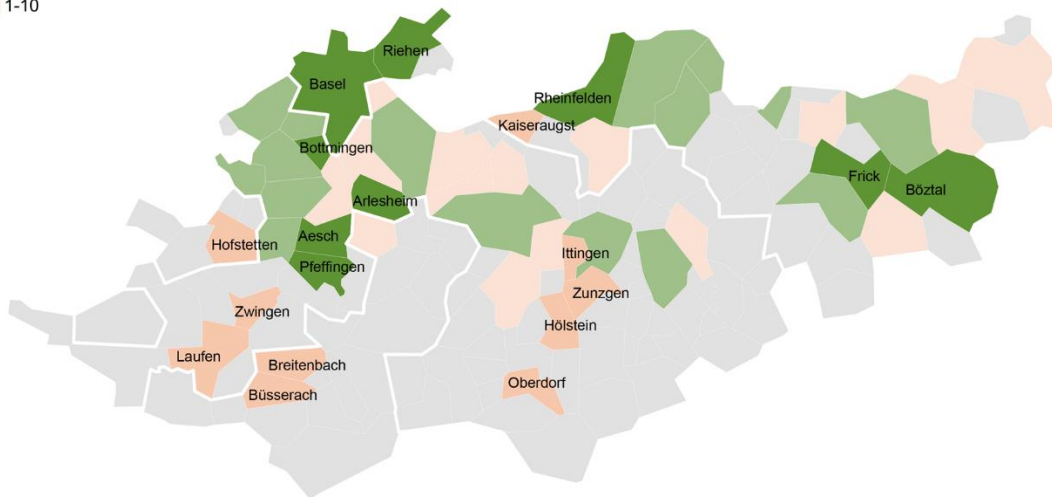 1-10
Riehen
Basel
Rheinfelden
Kaiseraugst
Bottmingen
Frick
Böztal
Arlesheim
Aesch
Hofstetten
Ittingen
Pfeffingen
Zunzgen
Zwingen
Hölstein
Laufen
Breitenbach
Oberdorf
Büsserach